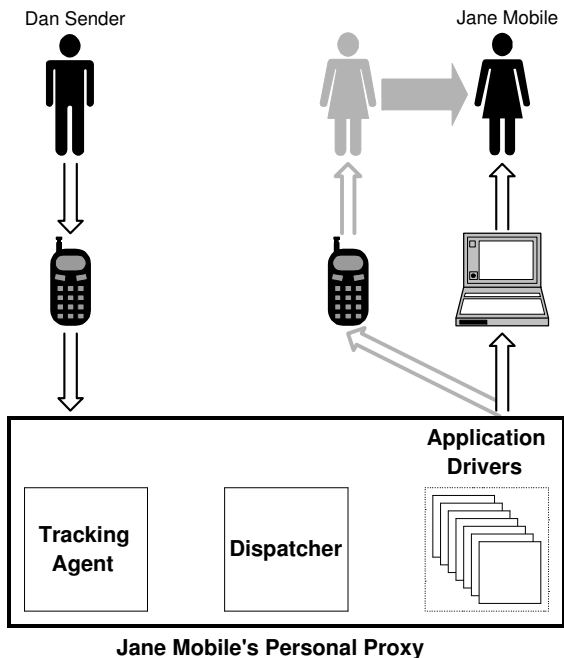 Dan Sender
Jane Mobile
Application
Drivers
Tracking
Agent
Dispatcher
Jane Mobile's Personal Proxy